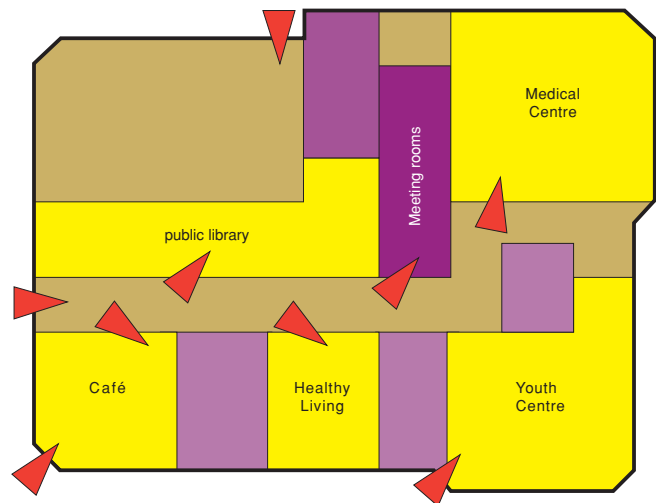 Medical
Centre
Meeting rooms
public library
Café
Healthy
Living
Youth
Centre